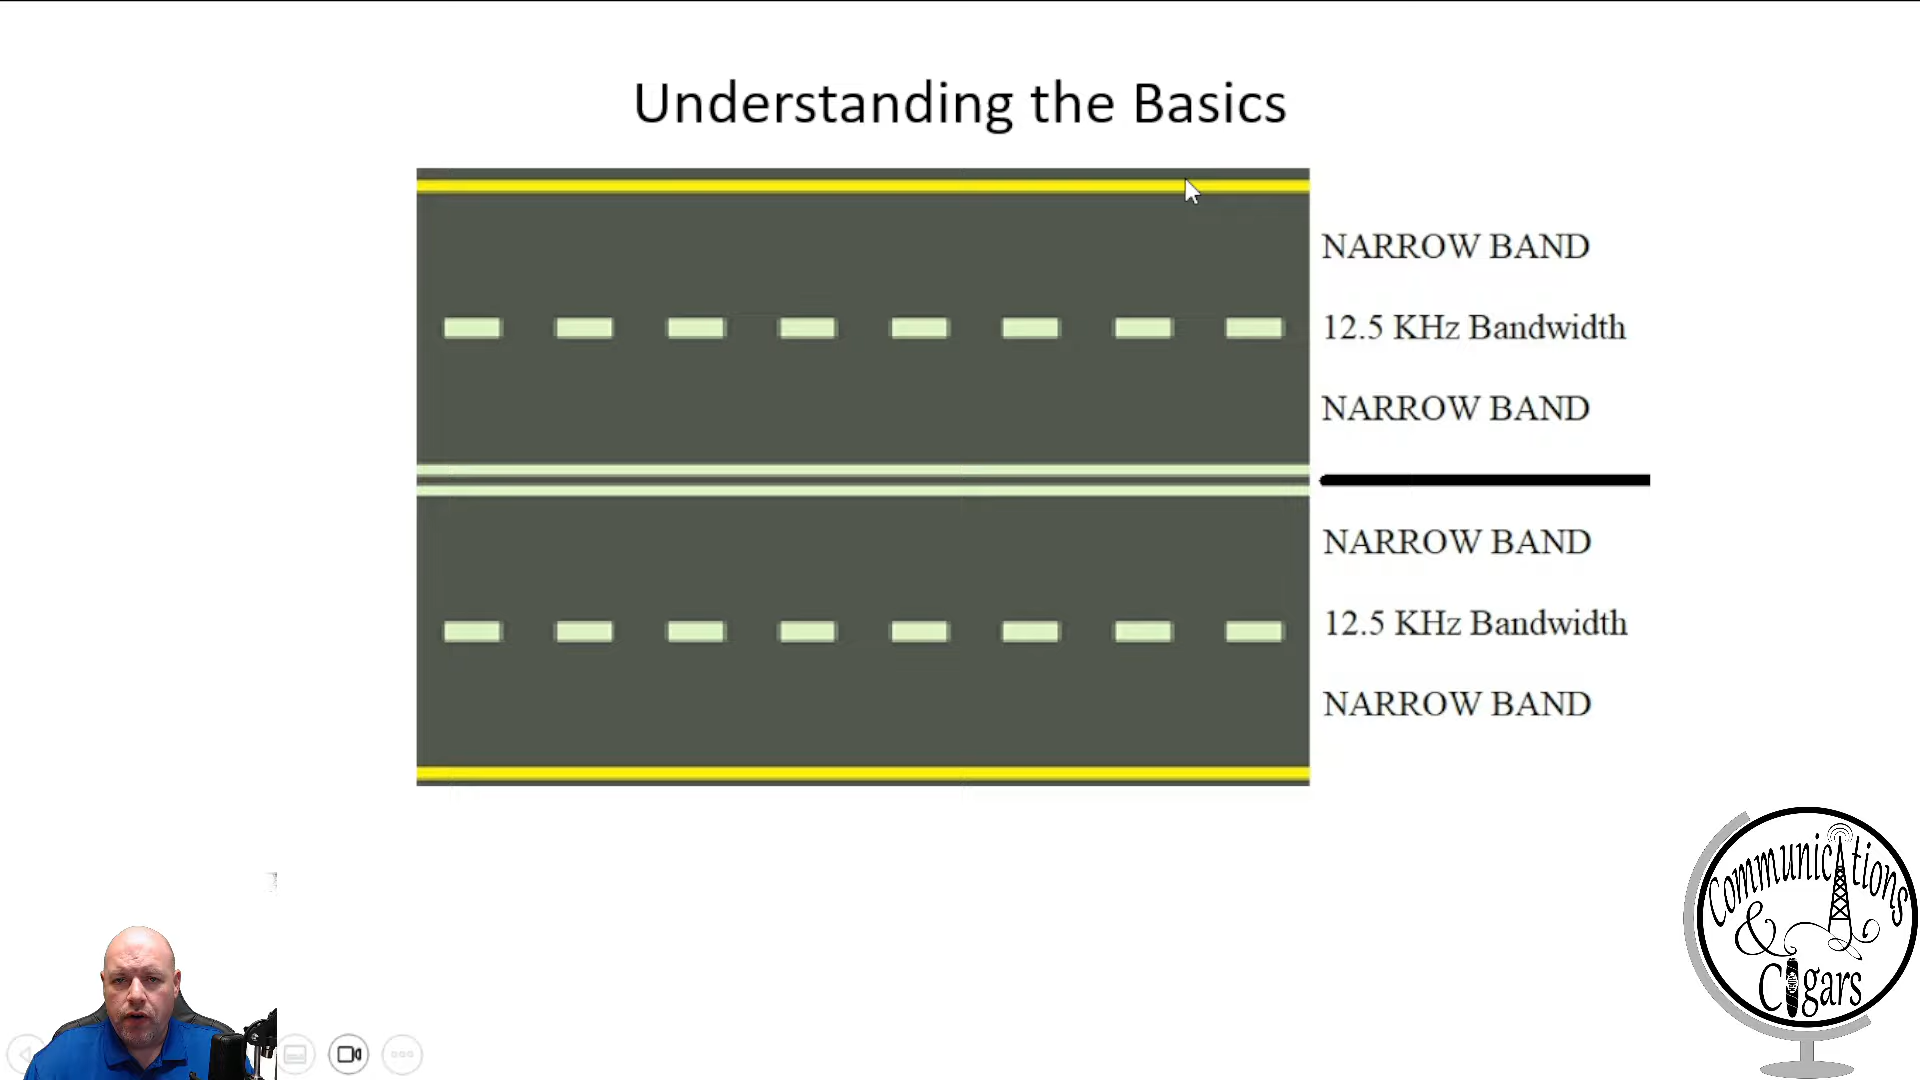 Understanding the Basics
NARROW BAND
12.5 KHz Bandwidth
NARROW BAND
NARROW BAND
12.5 KHz Bandwidth
NARROW BAND
Communications
&
Cigars